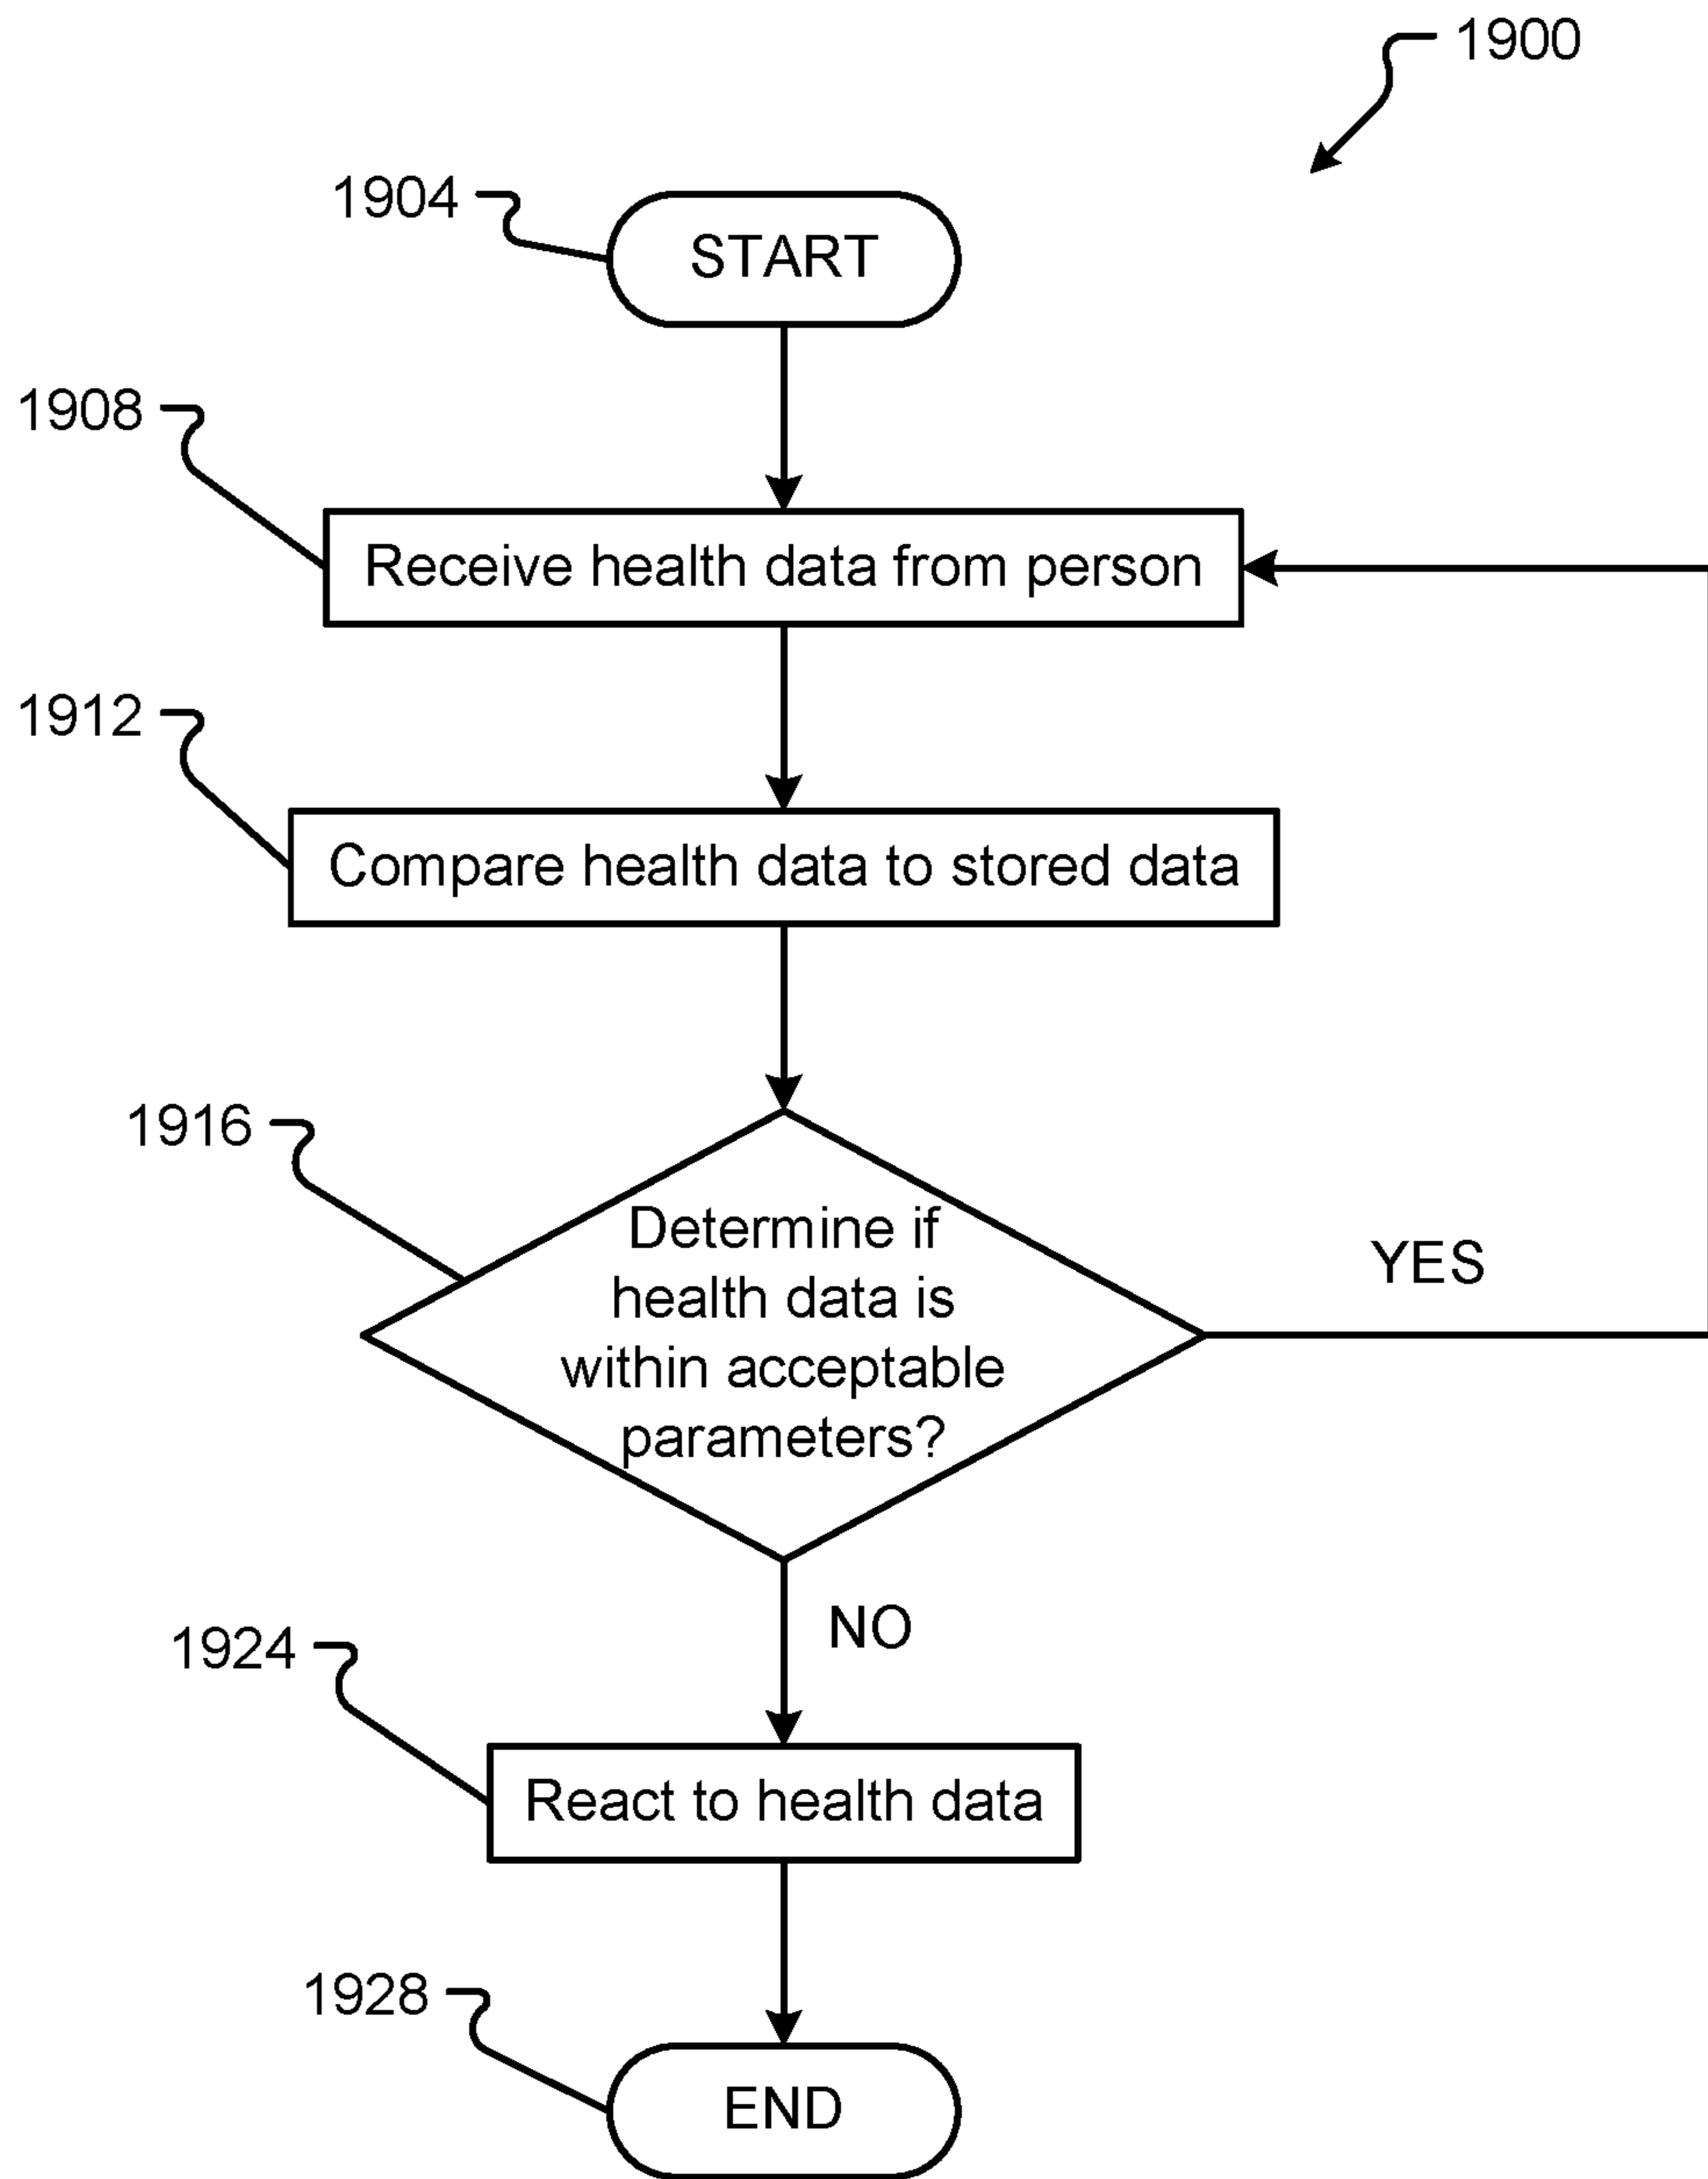 1900
1904
START
1908
Receive health data from person
1912
Compare health data to stored data
1916
Determine if
health data is
within acceptable
parameters?
YES
NO
1924
React to health data
1928
END